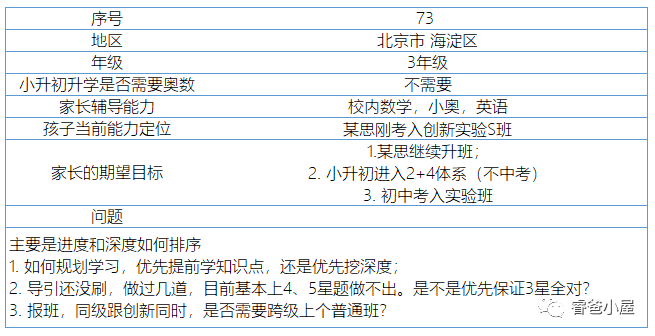 序号 73
地区 北京市 海淀区
年级 3年级
小升初升学是否需要奥数 不需要
家长辅导能力 校内数学，小奥，英语
孩子当前能力定位 某思刚考入创新实验S班
家长的期望目标 1.某思继续升班；
2. 小升初进入2+4体系（不中考）
3. 初中考入实验班
问题
主要是进度和深度如何排序
1. 如何规划学习，优先提前学知识点，还是优先挖深度；
2. 导引还没刷，做过几道，目前基本上4、5星题做不出。是不是优先保证3星全对？
3. 报班，同级跟创新同时，是否需要跨级上个普通班？
睿爸小屋